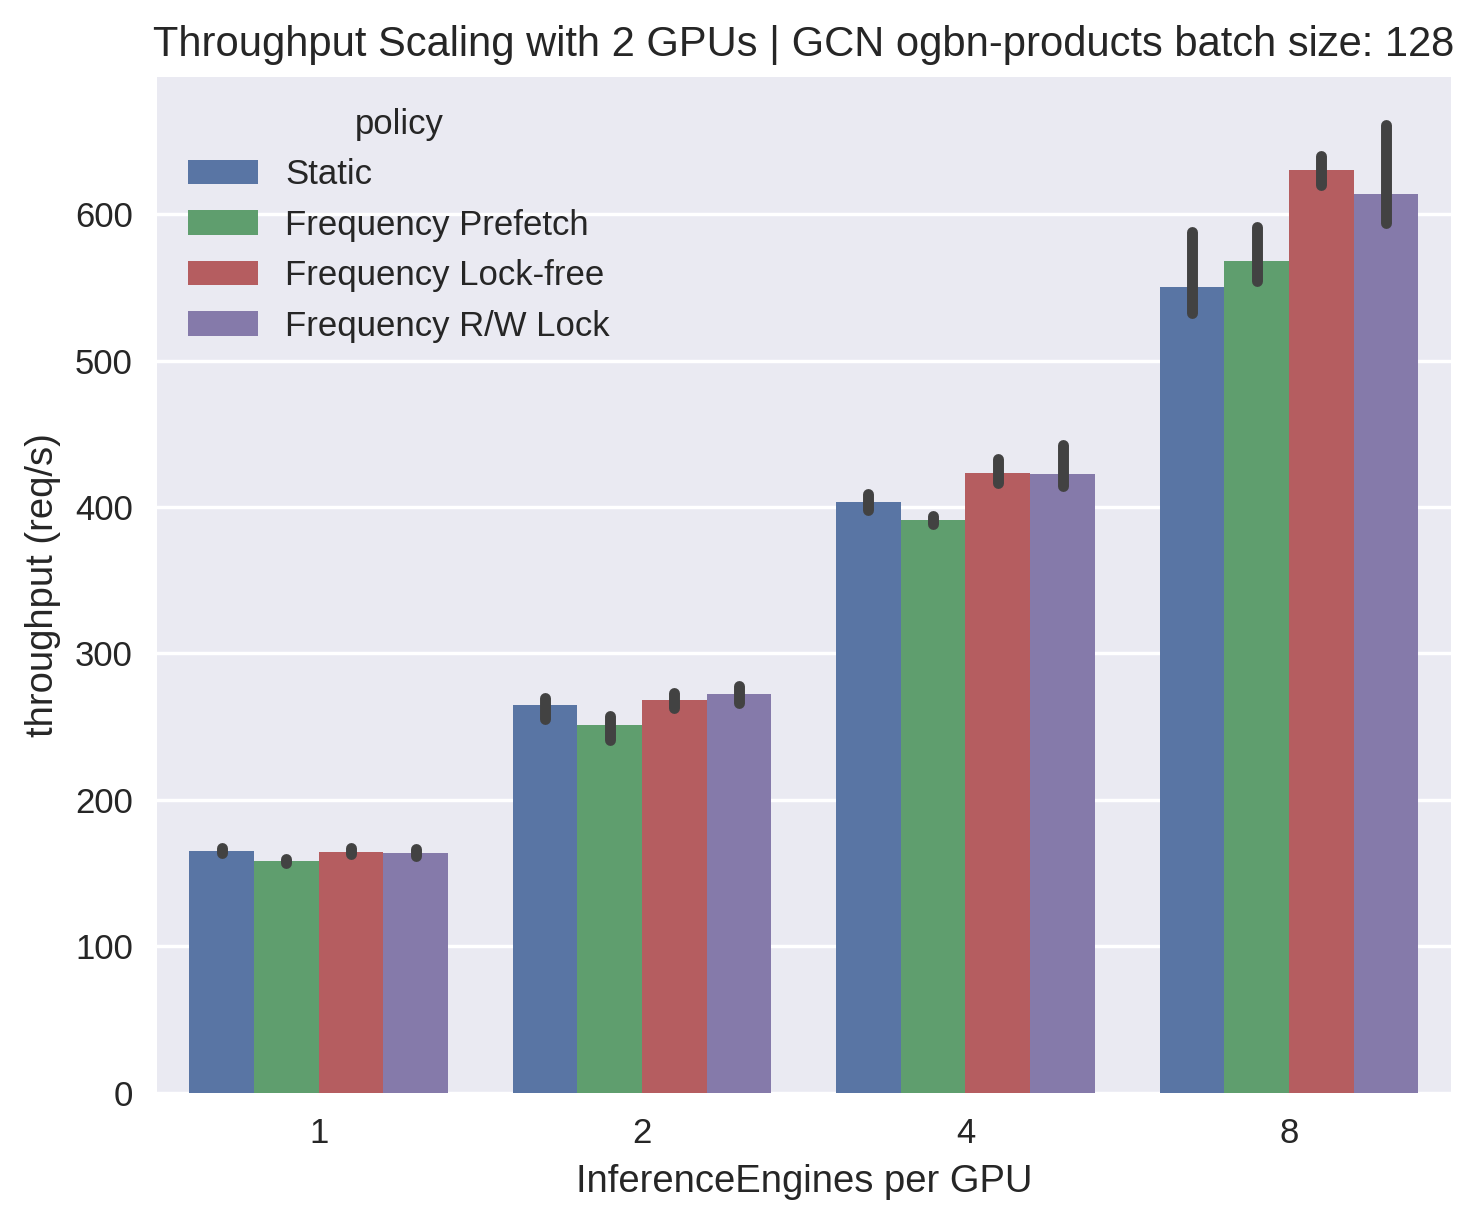 Throughput Scaling with 2 GPUs | GCN ogbn-products batch size: 128
policy
Static
Frequency Prefetch
Frequency Lock-free
Frequency R/W Lock
throughput (req/s)
600
500
400
300
200
100
0
1 2 4 8
InferenceEngines per GPU